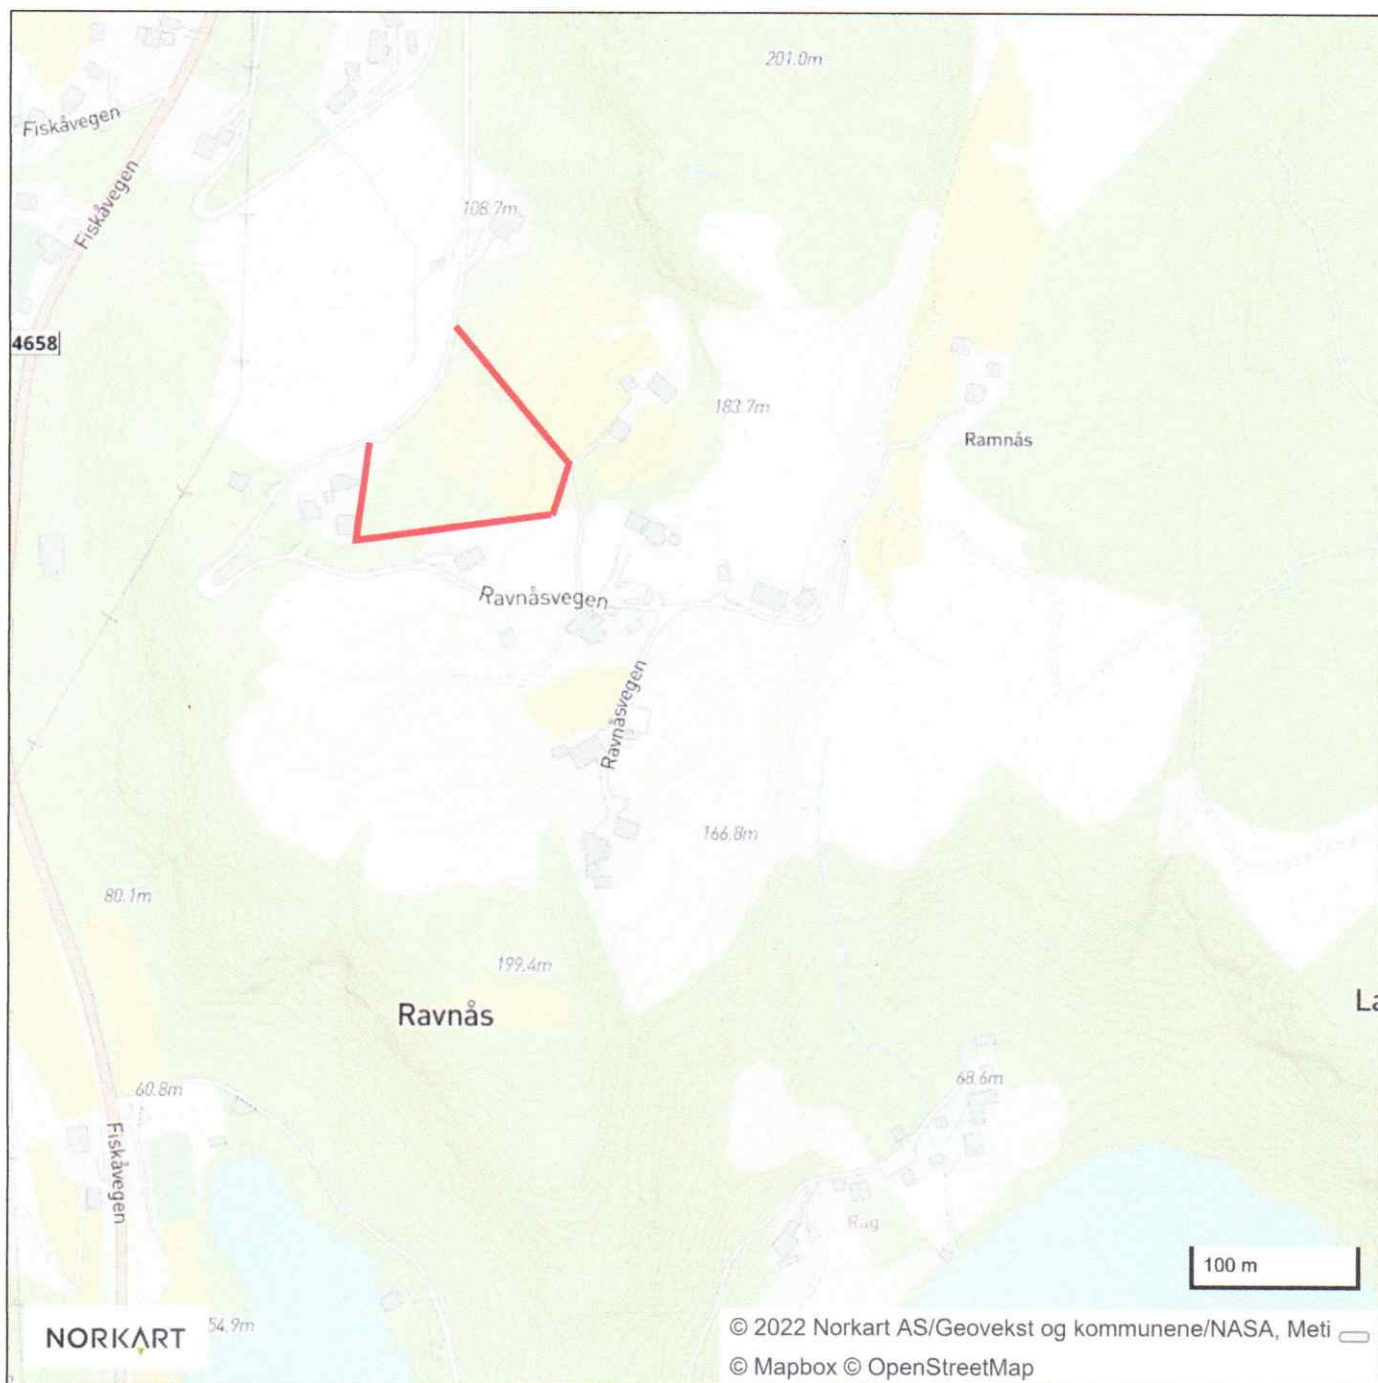 201.0m
Fiskåvegen
Fiskåvegen
108.7m
4658
183.7m
Ramnås
Ravnåsvegen
Ravnåsvegen
166.8m
80.1m
199.4m
Ravnås
60.8m
68.6m
Fiskåvegen
Rag
100 m
NORKART
54.9m
© 2022 Norkart AS/Geovekst og kommunene/NASA, Meti
© Mapbox © OpenStreetMap